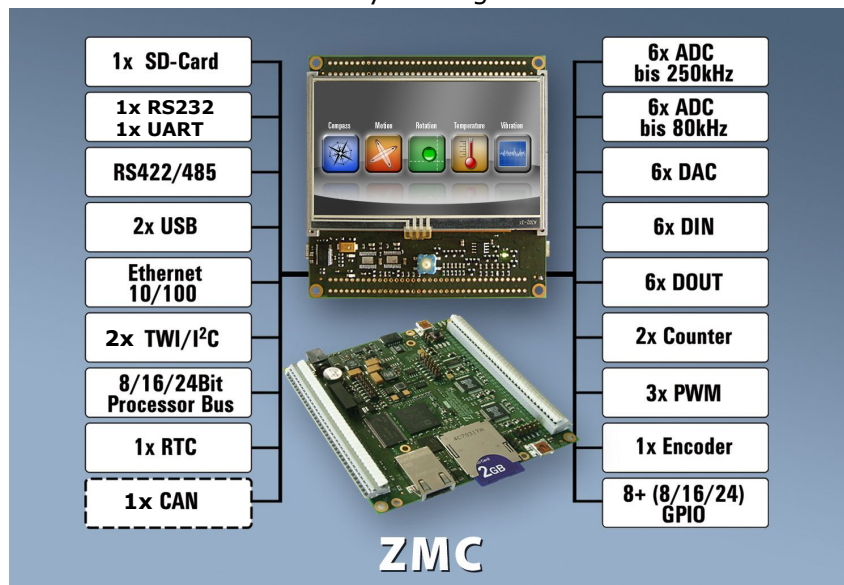 1x SD-Card
1x RS232
1x UART
RS422/485
2x USB
Ethernet
10/100
2x TWI/I²C
8/16/24Bit
Processor Bus
1x RTC
1x CAN
Compass Motion Rotation Temperature Vibration
2GB
6x ADC
bis 250kHz
6x ADC
bis 80kHz
6x DAC
6x DIN
6x DOUT
2x Counter
3x PWM
1x Encoder
8+ (8/16/24)
GPIO
ZMC